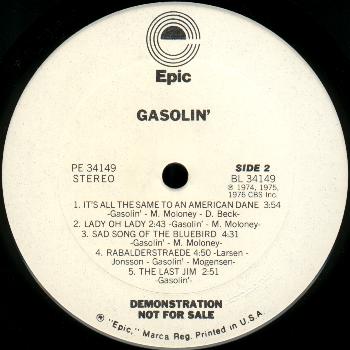 Epic
GASOLIN'
PE 34149
STEREO
SIDE 2
BL 34149
℗ 1974, 1975,
1976 CBS Inc.
1. IT'S ALL THE SAME TO AN AMERICAN DANE 3:54
-Gasolin' - M. Moloney - D. Beck-
2. LADY OH LADY 2:43 -Gasolin' - M. Moloney-
3. SAD SONG OF THE BLUEBIRD 4:31
-Gasolin' - M. Moloney-
4. RABALDERSTRAEDE 4:50 -Larsen -
Jonsson - Gasolin' - Mogensen-
5. THE LAST JIM 2:51
-Gasolin'-
DEMONSTRATION
NOT FOR SALE
® "Epic," Marca Reg. Printed in U.S.A.